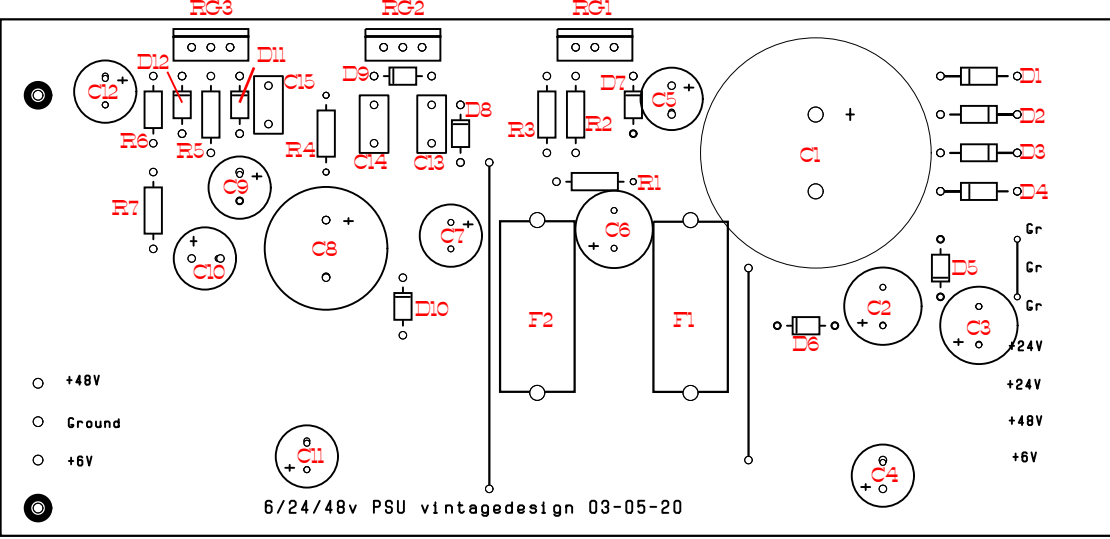 RG3 RG2 RG1
D12 D11 D9 D7 D1
C12 C15 C5
R6 R5 R4 C14 C13 D8 R3 R2 C1 D2
D3
R7 C9 R1 D4
C10 C8 C7 C6 Gr
D5 Gr
D10 F2 F1 C2 Gr
D6 C3
+24V
+48V +24V
Ground +48V
+6V C11 +6V
C4
6/24/48v PSU vintagedesign 03-05-20